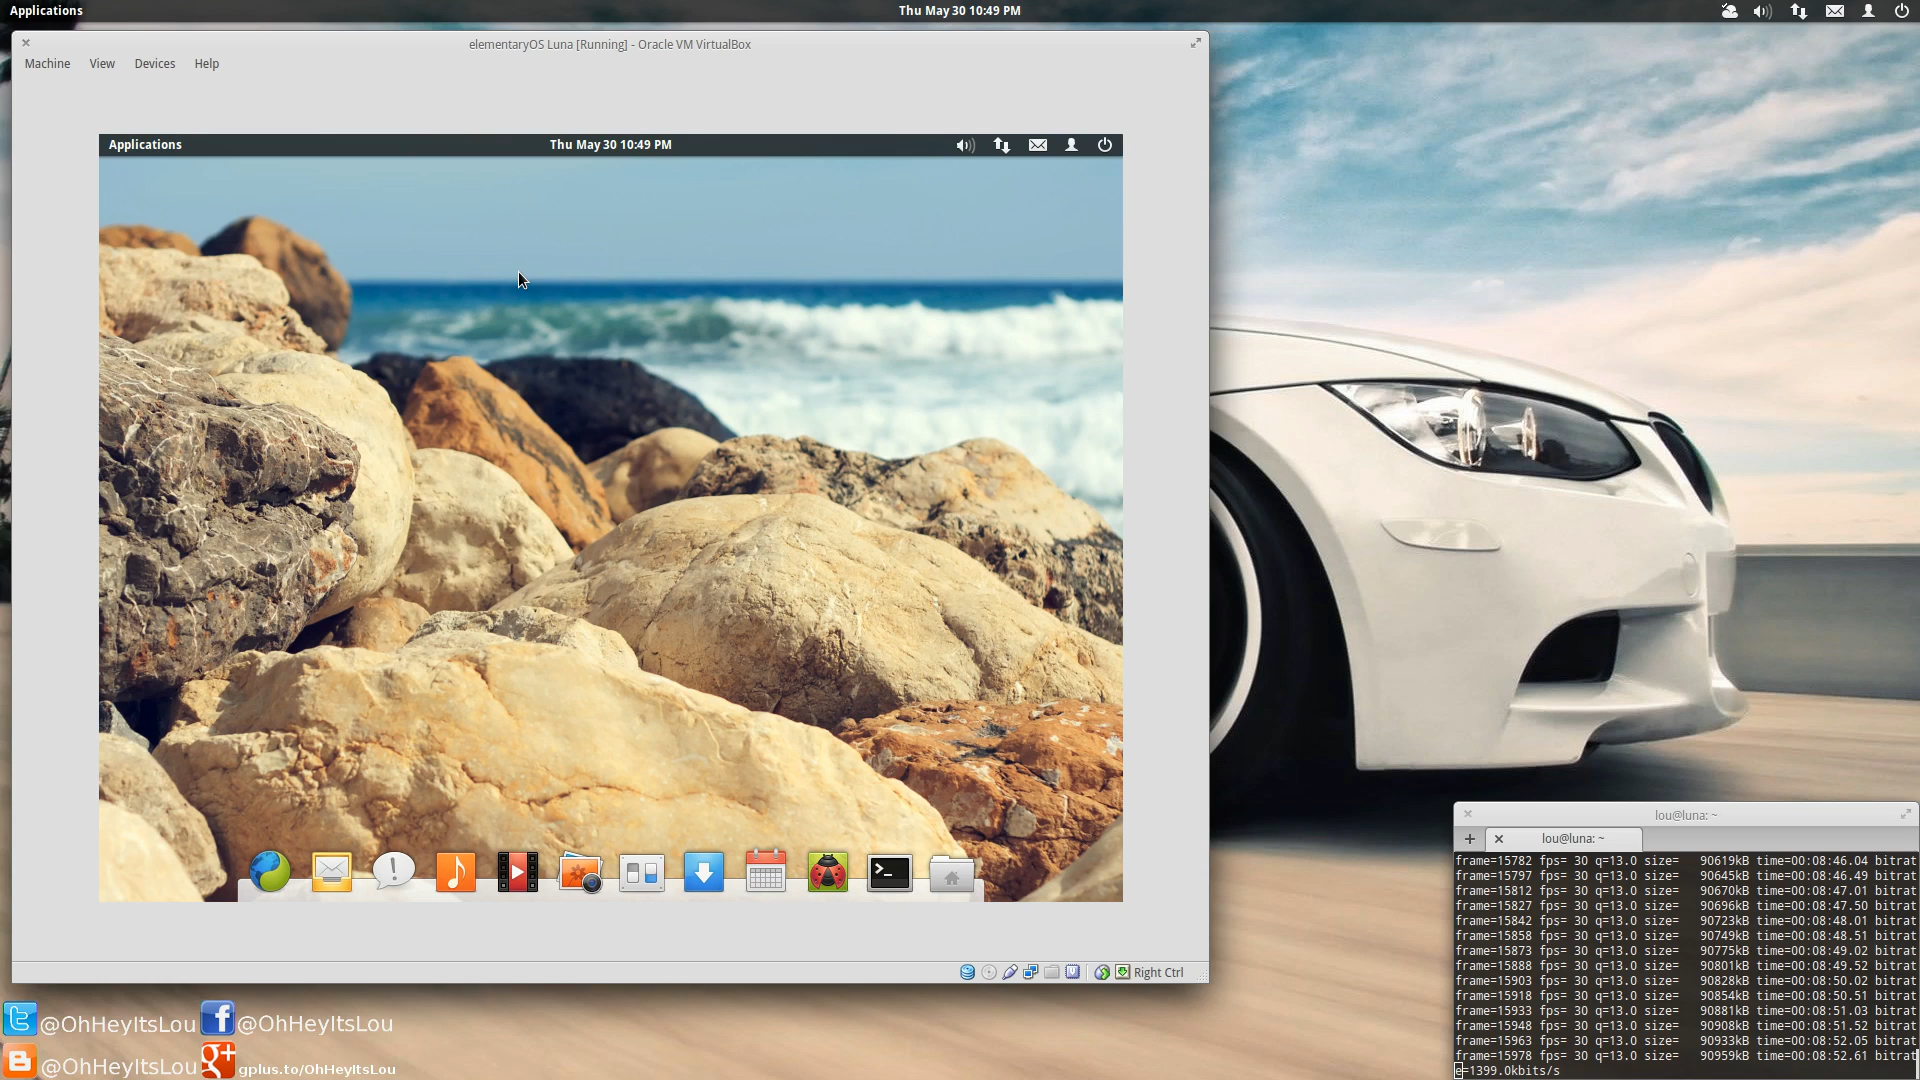 Applications
Thu May 30 10:49 PM
elementaryOS Luna [Running] - Oracle VM VirtualBox
Machine View Devices Help
Applications
Thu May 30 10:49 PM
Right Ctrl
lou@luna: ~
lou@luna: ~
frame=15782 fps= 30 q=13.0 size= 90619kB time=00:08:46.04 bitrat
frame=15797 fps= 30 q=13.0 size= 90645kB time=00:08:46.49 bitrat
frame=15812 fps= 30 q=13.0 size= 90670kB time=00:08:47.01 bitrat
frame=15827 fps= 30 q=13.0 size= 90696kB time=00:08:47.50 bitrat
frame=15842 fps= 30 q=13.0 size= 90723kB time=00:08:48.01 bitrat
frame=15858 fps= 30 q=13.0 size= 90749kB time=00:08:48.51 bitrat
frame=15873 fps= 30 q=13.0 size= 90775kB time=00:08:49.02 bitrat
frame=15888 fps= 30 q=13.0 size= 90801kB time=00:08:49.52 bitrat
frame=15903 fps= 30 q=13.0 size= 90828kB time=00:08:50.02 bitrat
frame=15918 fps= 30 q=13.0 size= 90854kB time=00:08:50.51 bitrat
frame=15933 fps= 30 q=13.0 size= 90881kB time=00:08:51.03 bitrat
frame=15948 fps= 30 q=13.0 size= 90908kB time=00:08:51.52 bitrat
frame=15963 fps= 30 q=13.0 size= 90933kB time=00:08:52.05 bitrat
frame=15978 fps= 30 q=13.0 size= 90959kB time=00:08:52.61 bitrat
e=1399.0kbits/s
@OhHeyItsLou @OhHeyItsLou
@OhHeyItsLou gplus.to/OhHeyItsLou